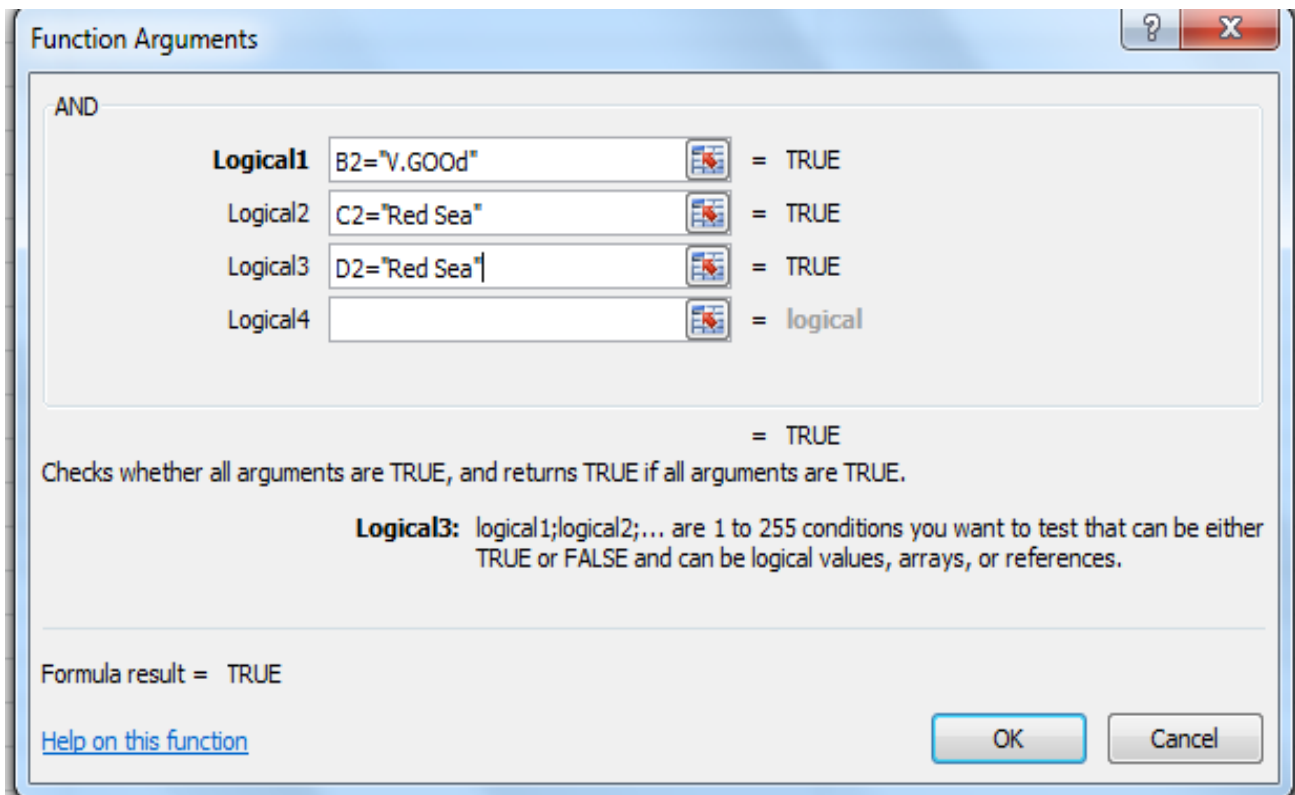 Function Arguments
?
X
AND
Logical1 B2="V.GOOd" = TRUE
Logical2 C2="Red Sea" = TRUE
Logical3 D2="Red Sea" = TRUE
Logical4 = logical
= TRUE
Checks whether all arguments are TRUE, and returns TRUE if all arguments are TRUE.
Logical3: logical1;logical2;... are 1 to 255 conditions you want to test that can be either
TRUE or FALSE and can be logical values, arrays, or references.
Formula result = TRUE
Help on this function
OK
Cancel